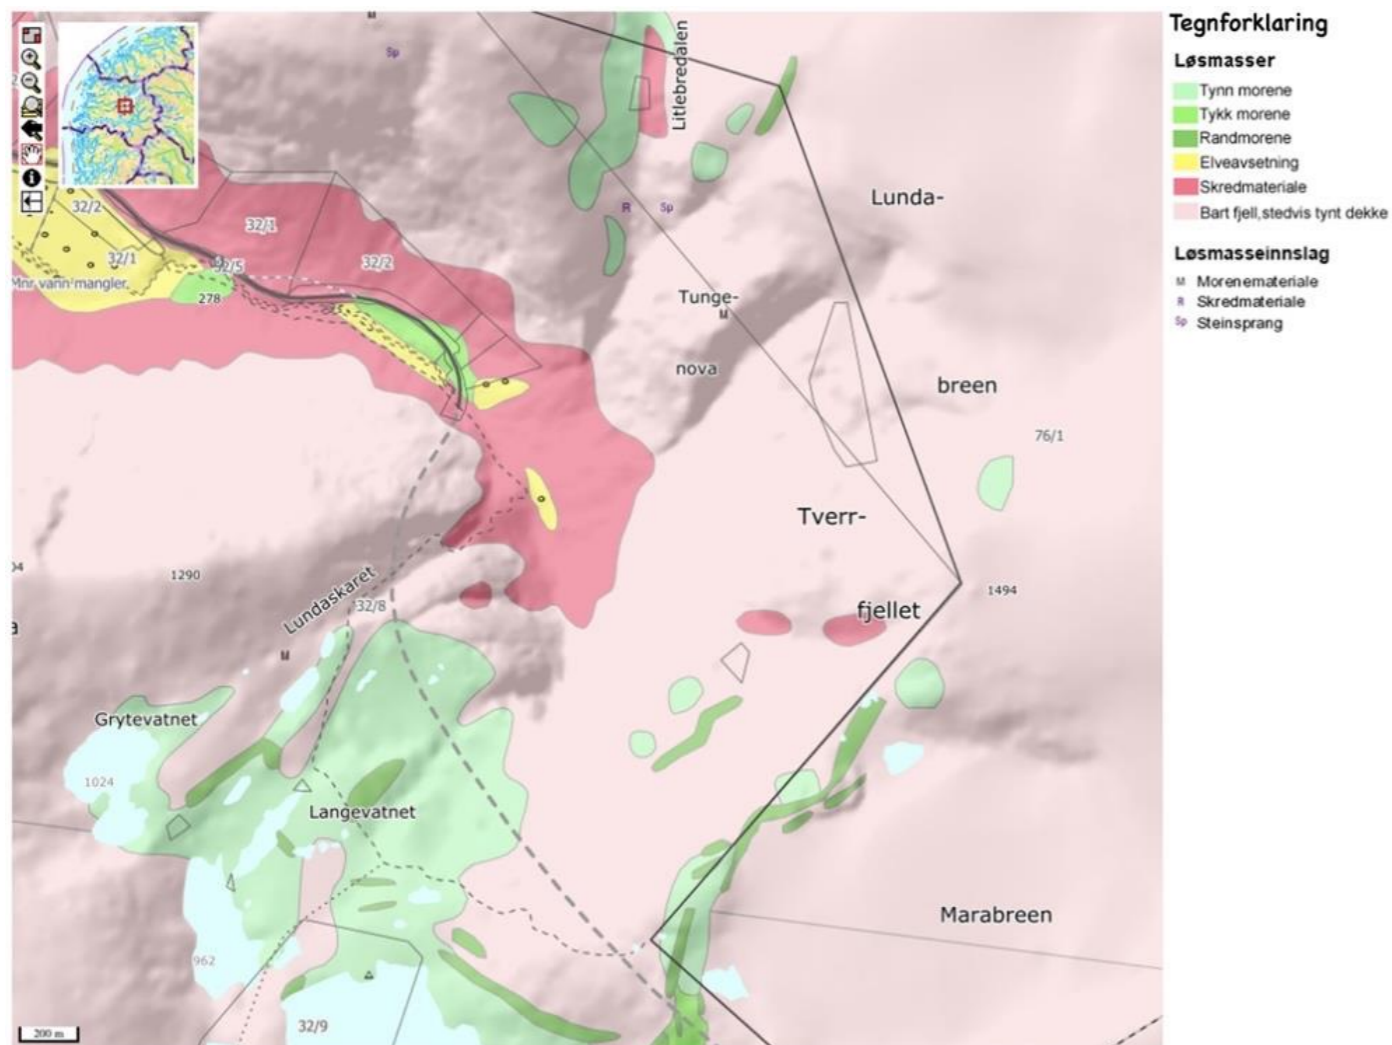 Tegnforklaring
Løsmasser
Tynn morene
Tykk morene
Randmorene
Elveavsetning
Skredmateriale
Bart fjell,stedvis tynt dekke
Løsmasseinnslag
M Morenemateriale
R Skredmateriale
Sp Steinsprang
M
Sp
Litlebredalen
32/2
32/1
32/1
32/2
32/5
Mnr vann mangler.
278
R
Sp
Lunda-
Tunge-
M
nova
breen
76/1
Tverr-
1290
1494
Lundaskaret
32/8
fjellet
M
Grytevatnet
1024
Langevatnet
Marabreen
962
32/9
200 m